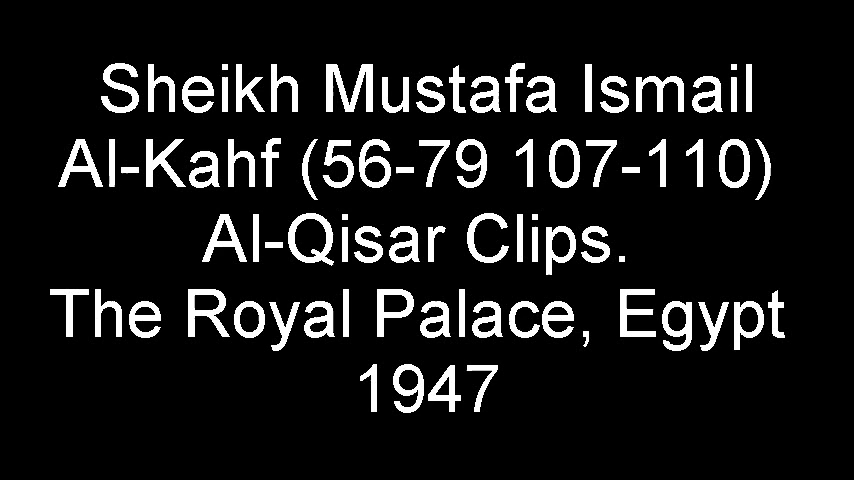 Sheikh Mustafa Ismail
Al-Kahf (56-79 107-110)
Al-Qisar Clips.
The Royal Palace, Egypt
1947